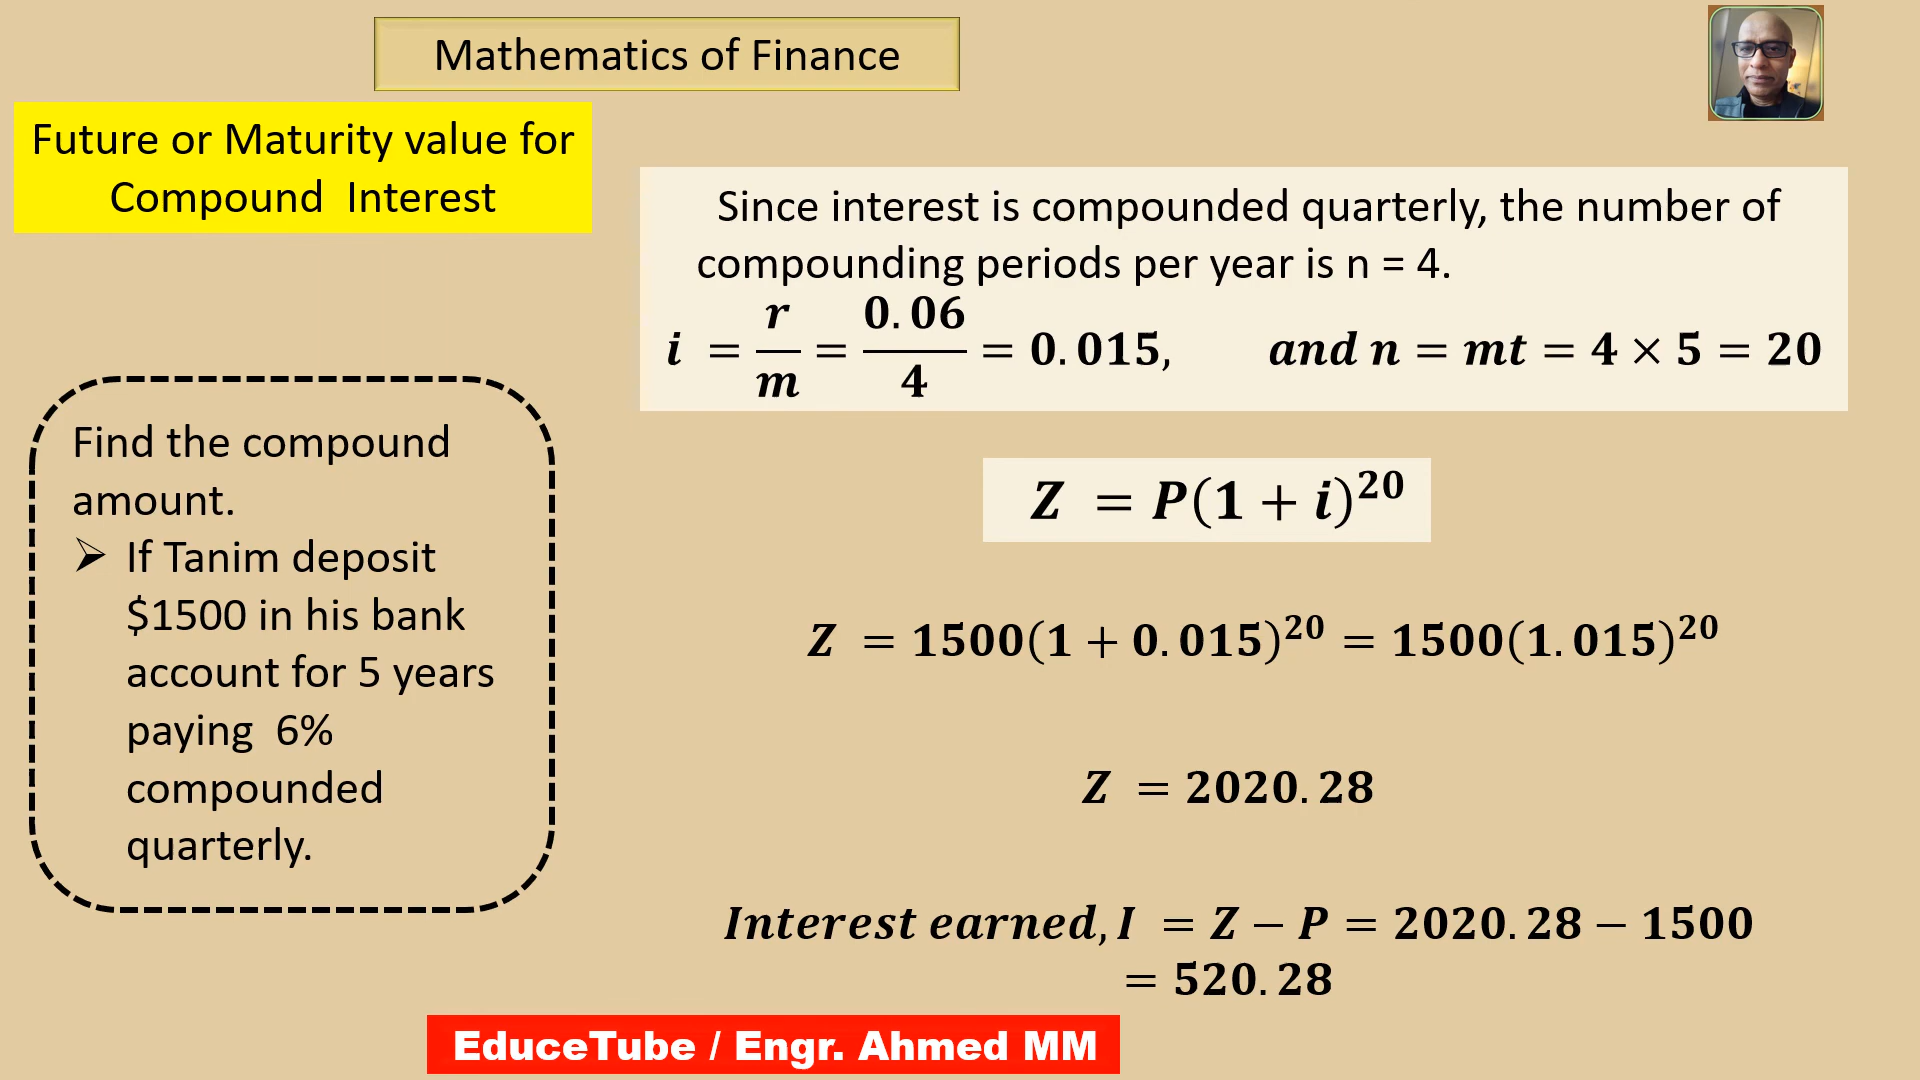 Mathematics of Finance
Future or Maturity value for
Compound Interest
Since interest is compounded quarterly, the number of
compounding periods per year is n = 4.
i = r/m = 0.06/4 = 0.015, and n = mt = 4 × 5 = 20
Find the compound
amount.
➢ If Tanim deposit
$1500 in his bank
account for 5 years
paying 6%
compounded
quarterly.
Z = P(1 + i)^20
Z = 1500(1 + 0.015)^20 = 1500(1.015)^20
Z = 2020.28
Interest earned, I = Z − P = 2020.28 − 1500
= 520.28
EduceTube / Engr. Ahmed MM